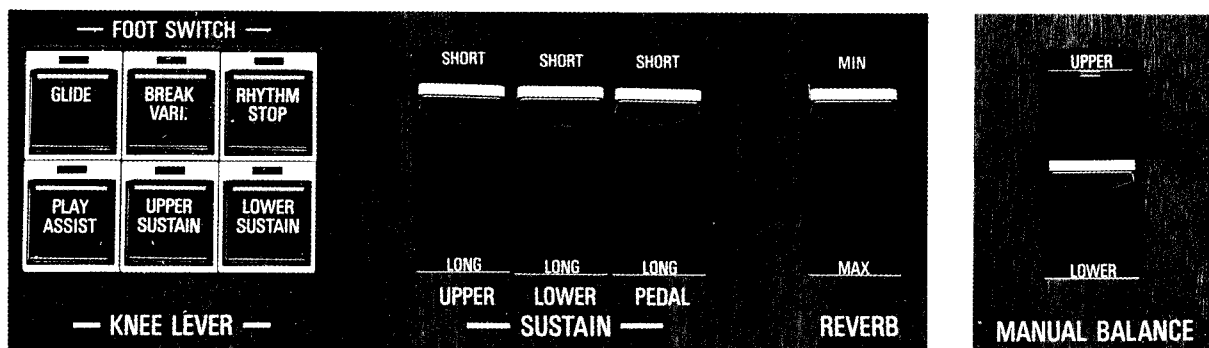 — FOOT SWITCH —
GLIDE
BREAK
VARI.
RHYTHM
STOP
PLAY
ASSIST
UPPER
SUSTAIN
LOWER
SUSTAIN
— KNEE LEVER —
SHORT SHORT SHORT
LONG LONG LONG
UPPER LOWER PEDAL
— SUSTAIN —
MIN
MAX
REVERB
UPPER
LOWER
MANUAL BALANCE